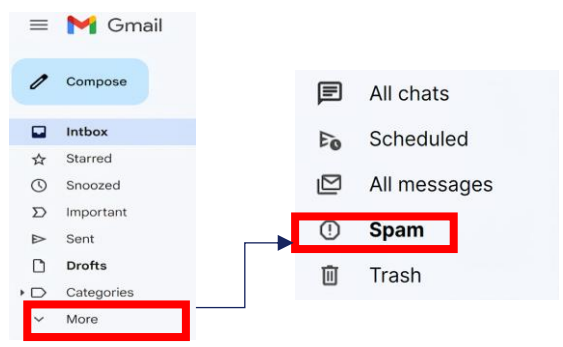 Gmail
Compose
Intbox
Starred
Snoozed
Important
Sent
Drofts
Categories
More
All chats
Scheduled
All messages
Spam
Trash